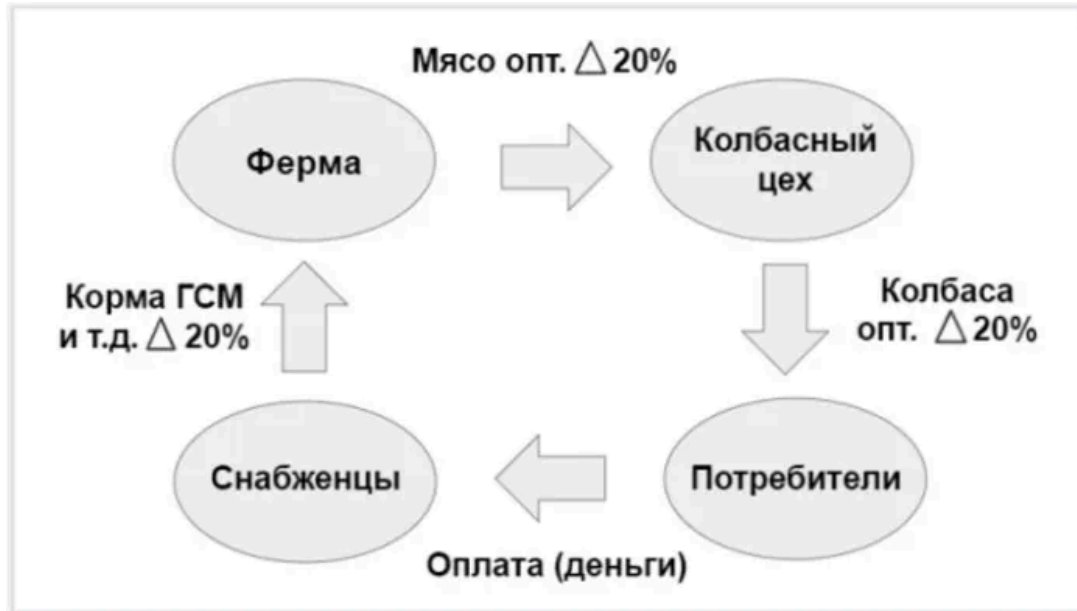 Мясо опт. △ 20%
Ферма
Колбасный
цех
Корма ГСМ
и т.д. △ 20%
Колбаса
опт. △ 20%
Снабженцы
Потребители
Оплата (деньги)